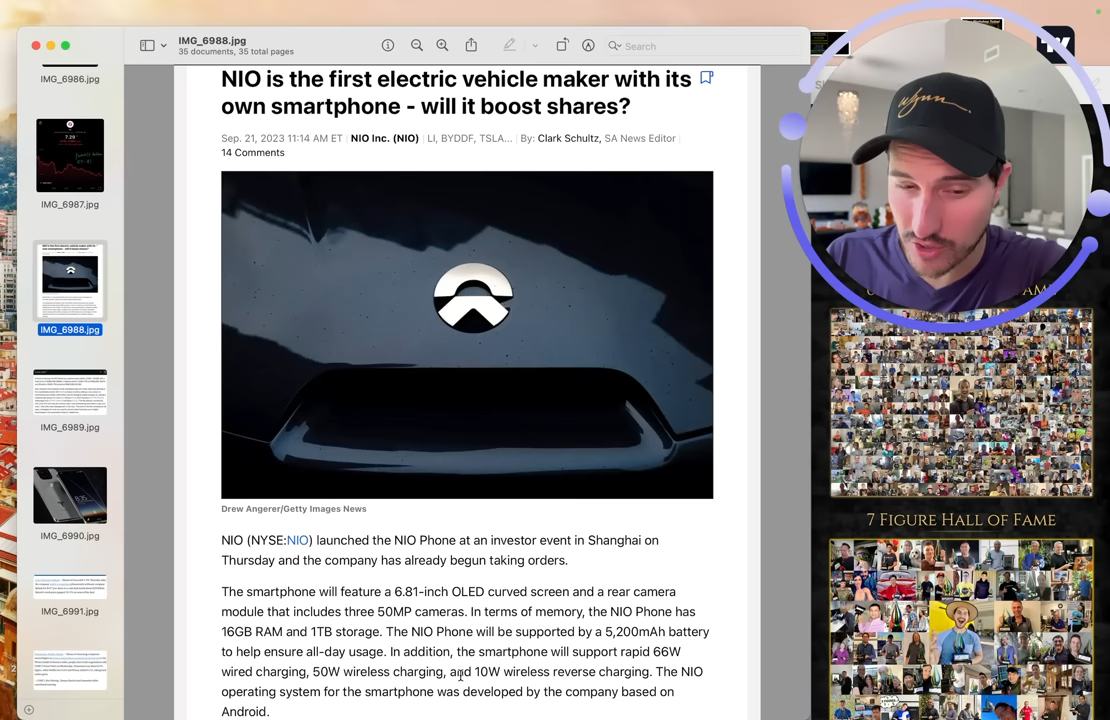 IMG_6988.jpg
35 documents, 35 total pages
Search
IMG_6986.jpg
IMG_6987.jpg
IMG_6988.jpg
IMG_6989.jpg
IMG_6990.jpg
IMG_6991.jpg
NIO is the first electric vehicle maker with its
own smartphone - will it boost shares?
Sep. 21, 2023 11:14 AM ET | NIO Inc. (NIO) | LI, BYDDF, TSLA... | By: Clark Schultz, SA News Editor |
14 Comments
Drew Angerer/Getty Images News
NIO (NYSE:NIO) launched the NIO Phone at an investor event in Shanghai on
Thursday and the company has already begun taking orders.
The smartphone will feature a 6.81-inch OLED curved screen and a rear camera
module that includes three 50MP cameras. In terms of memory, the NIO Phone has
16GB RAM and 1TB storage. The NIO Phone will be supported by a 5,200mAh battery
to help ensure all-day usage. In addition, the smartphone will support rapid 66W
wired charging, 50W wireless charging, and 10W wireless reverse charging. The NIO
operating system for the smartphone was developed by the company based on
Android.
wynn
7 Figure Hall of Fame